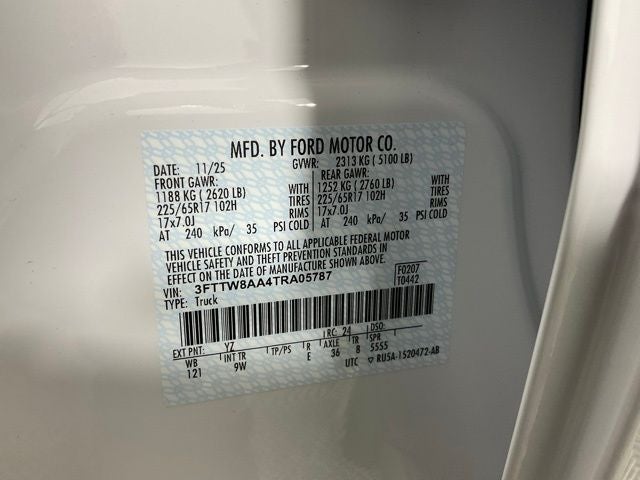 MFD. BY FORD MOTOR CO.
DATE: 11/25 GVWR: 2313 KG ( 5100 LB)
FRONT GAWR: REAR GAWR:
1188 KG ( 2620 LB) WITH 1252 KG ( 2760 LB) WITH
225/65R17 102H TIRES 225/65R17 102H TIRES
17x7.0J RIMS 17x7.0J RIMS
AT 240 kPa/ 35 PSI COLD AT 240 kPa/ 35 PSI COLD
THIS VEHICLE CONFORMS TO ALL APPLICABLE FEDERAL MOTOR
VEHICLE SAFETY AND THEFT PREVENTION STANDARDS IN
EFFECT ON THE DATE OF MANUFACTURE SHOWN ABOVE.
VIN: 3FTTW8AA4TRA05787 F0207
TYPE: Truck T0442
EXT PNT: YZ RC: 24 DSO:
WB INT TR TP/PS R AXLE TR SPR
121 9W E 36 8 5555
UTC RU5A-1520472-AB